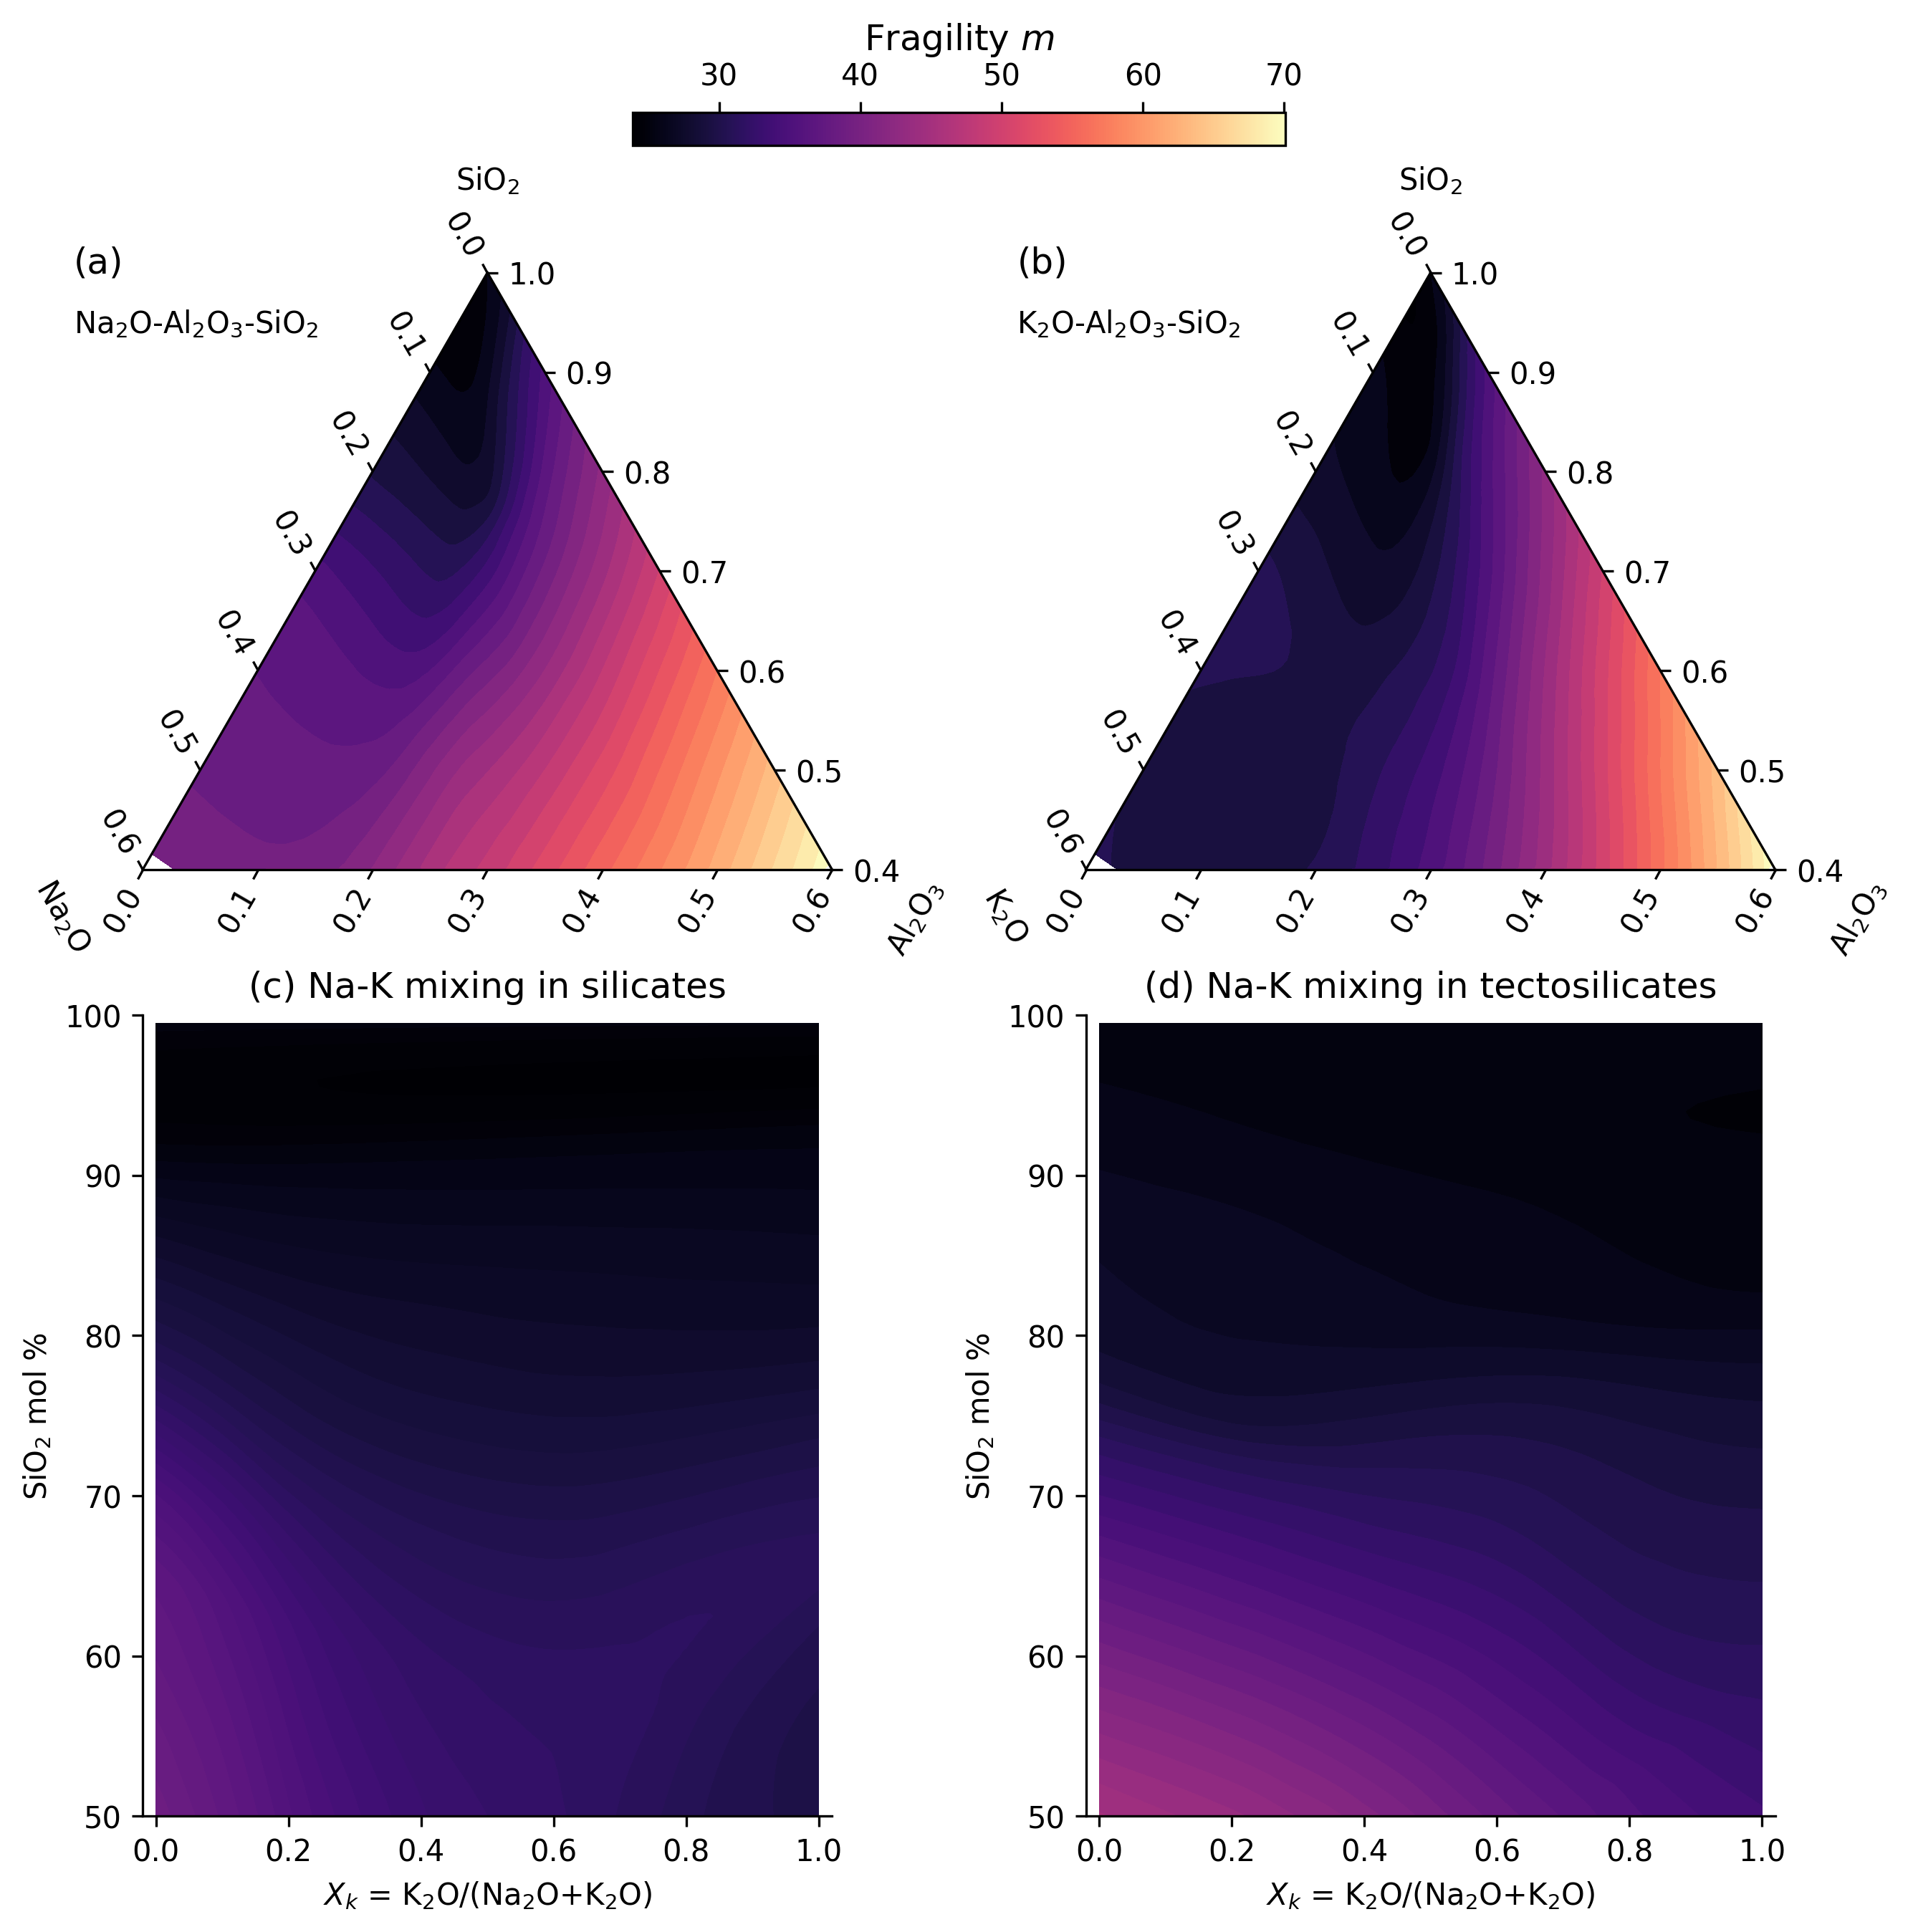 Fragility m
30 40 50 60 70
SiO₂
SiO₂
(a)
(b)
Na₂O-Al₂O₃-SiO₂
K₂O-Al₂O₃-SiO₂
0.0
0.1
0.2
0.3
0.4
0.5
0.6
1.0
0.9
0.8
0.7
0.6
0.5
0.4
Na₂O
0.0 0.1 0.2 0.3 0.4 0.5 0.6
Al₂O₃
0.0
0.1
0.2
0.3
0.4
0.5
0.6
1.0
0.9
0.8
0.7
0.6
0.5
0.4
K₂O
0.0 0.1 0.2 0.3 0.4 0.5 0.6
Al₂O₃
(c) Na-K mixing in silicates
100
90
80
70
60
50
SiO₂ mol %
0.0 0.2 0.4 0.6 0.8 1.0
Xₖ = K₂O/(Na₂O+K₂O)
(d) Na-K mixing in tectosilicates
100
90
80
70
60
50
SiO₂ mol %
0.0 0.2 0.4 0.6 0.8 1.0
Xₖ = K₂O/(Na₂O+K₂O)